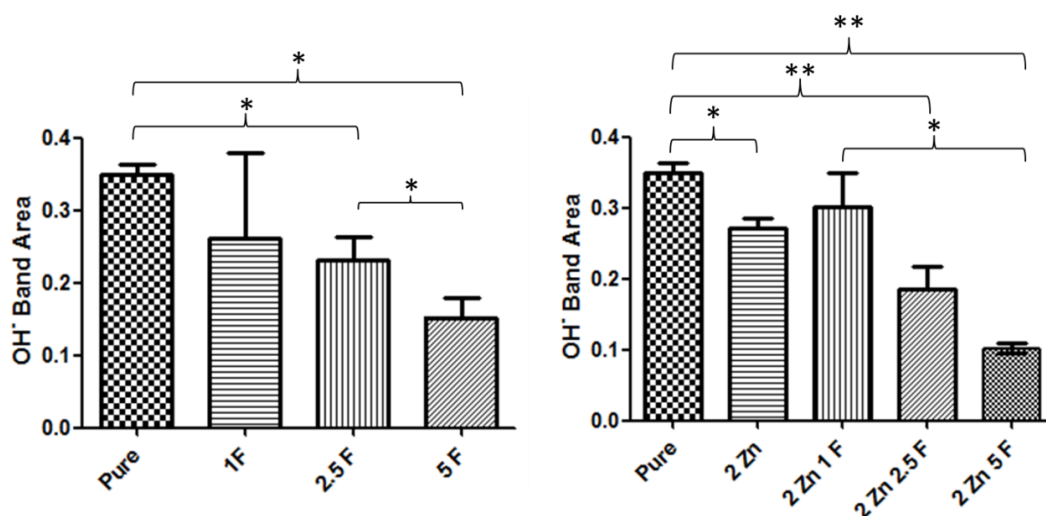 *
*
*
OH⁻ Band Area
0.4
0.3
0.2
0.1
0.0
Pure
1F
2.5 F
5 F
**
**
*
*
OH⁻ Band Area
0.4
0.3
0.2
0.1
0.0
Pure
2 Zn
2 Zn 1 F
2 Zn 2.5 F
2 Zn 5 F